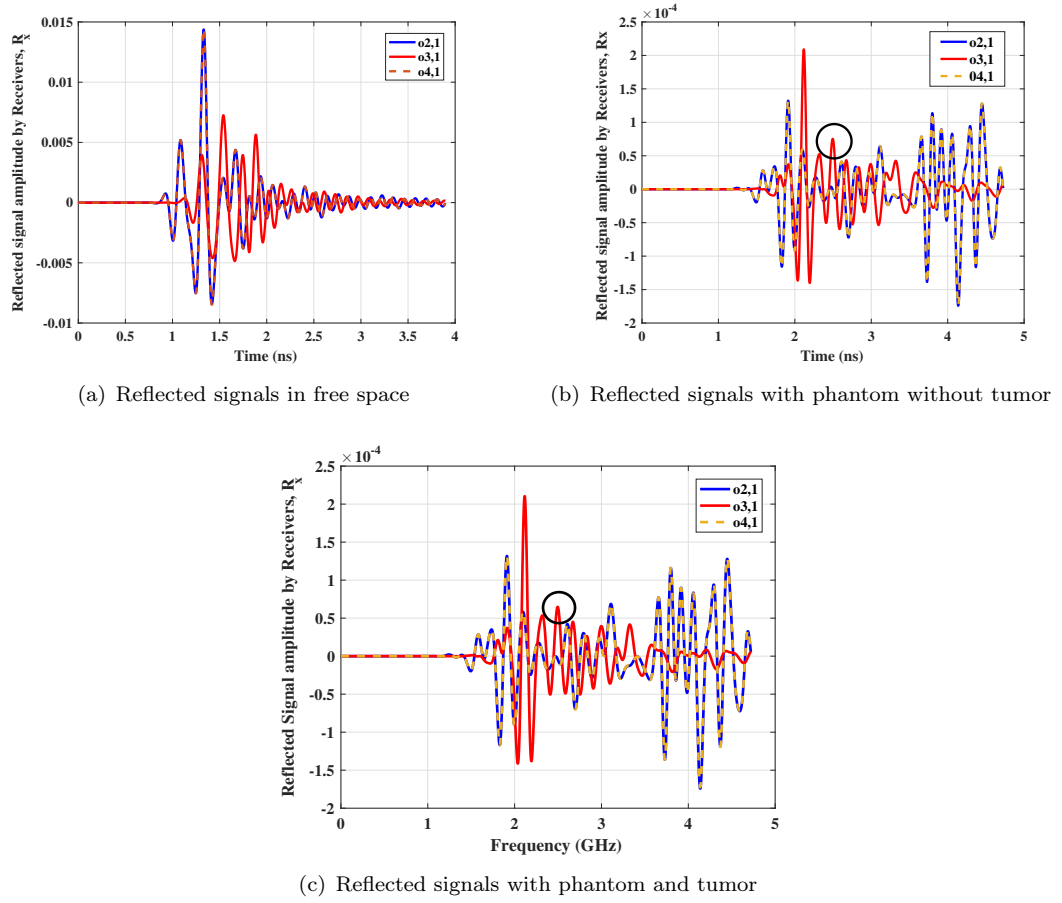 Reflected signal amplitude by Receivers, R_x
0.015
0.01
0.005
0
-0.005
-0.01
0 0.5 1 1.5 2 2.5 3 3.5 4
Time (ns)
o2,1
o3,1
o4,1
(a) Reflected signals in free space
Reflected signal amplitude by Receivers, Rx
×10⁻⁴
2.5
2
1.5
1
0.5
0
-0.5
-1
-1.5
-2
0 1 2 3 4 5
Time (ns)
o2,1
o3,1
04,1
(b) Reflected signals with phantom without tumor
Reflected Signal amplitude by Receivers, R_x
×10⁻⁴
2.5
2
1.5
1
0.5
0
-0.5
-1
-1.5
-2
0 1 2 3 4 5
Frequency (GHz)
o2,1
o3,1
o4,1
(c) Reflected signals with phantom and tumor